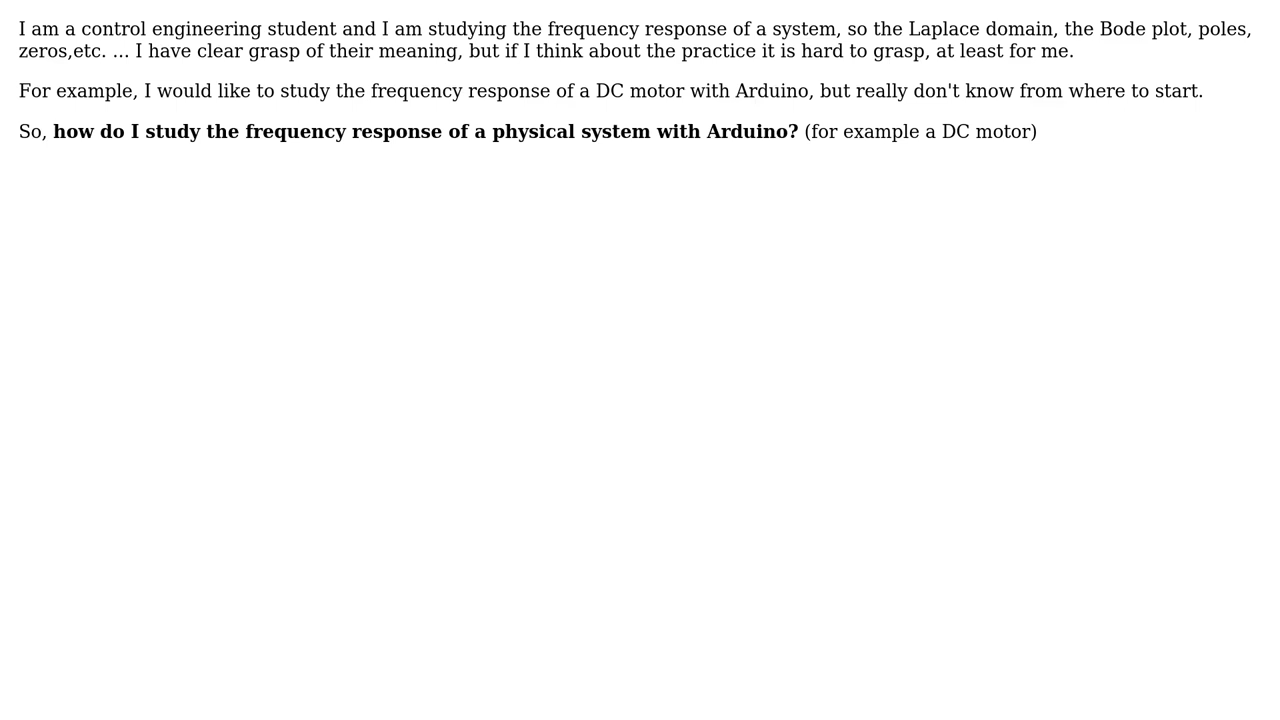 I am a control engineering student and I am studying the frequency response of a system, so the Laplace domain, the Bode plot, poles,
zeros,etc. ... I have clear grasp of their meaning, but if I think about the practice it is hard to grasp, at least for me.
For example, I would like to study the frequency response of a DC motor with Arduino, but really don't know from where to start.
So, how do I study the frequency response of a physical system with Arduino? (for example a DC motor)